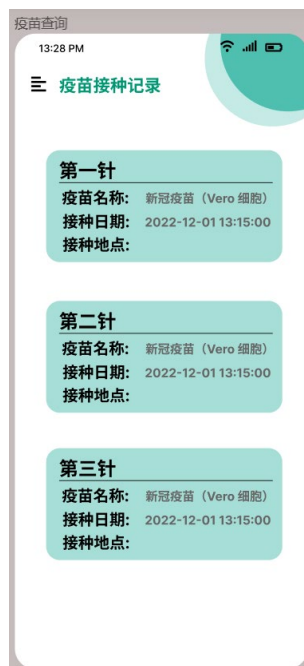 疫苗查询
13:28 PM
疫苗接种记录
第一针
疫苗名称: 新冠疫苗（Vero 细胞）
接种日期: 2022-12-01 13:15:00
接种地点:
第二针
疫苗名称: 新冠疫苗（Vero 细胞）
接种日期: 2022-12-01 13:15:00
接种地点:
第三针
疫苗名称: 新冠疫苗（Vero 细胞）
接种日期: 2022-12-01 13:15:00
接种地点: